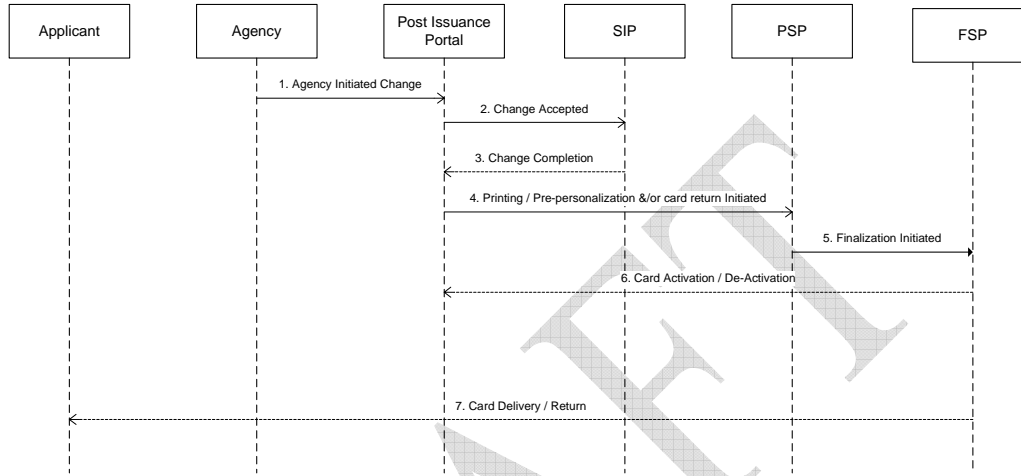 Applicant
Agency
Post Issuance
Portal
SIP
PSP
FSP
1. Agency Initiated Change
2. Change Accepted
3. Change Completion
4. Printing / Pre-personalization &/or card return Initiated
5. Finalization Initiated
6. Card Activation / De-Activation
7. Card Delivery / Return
AFT